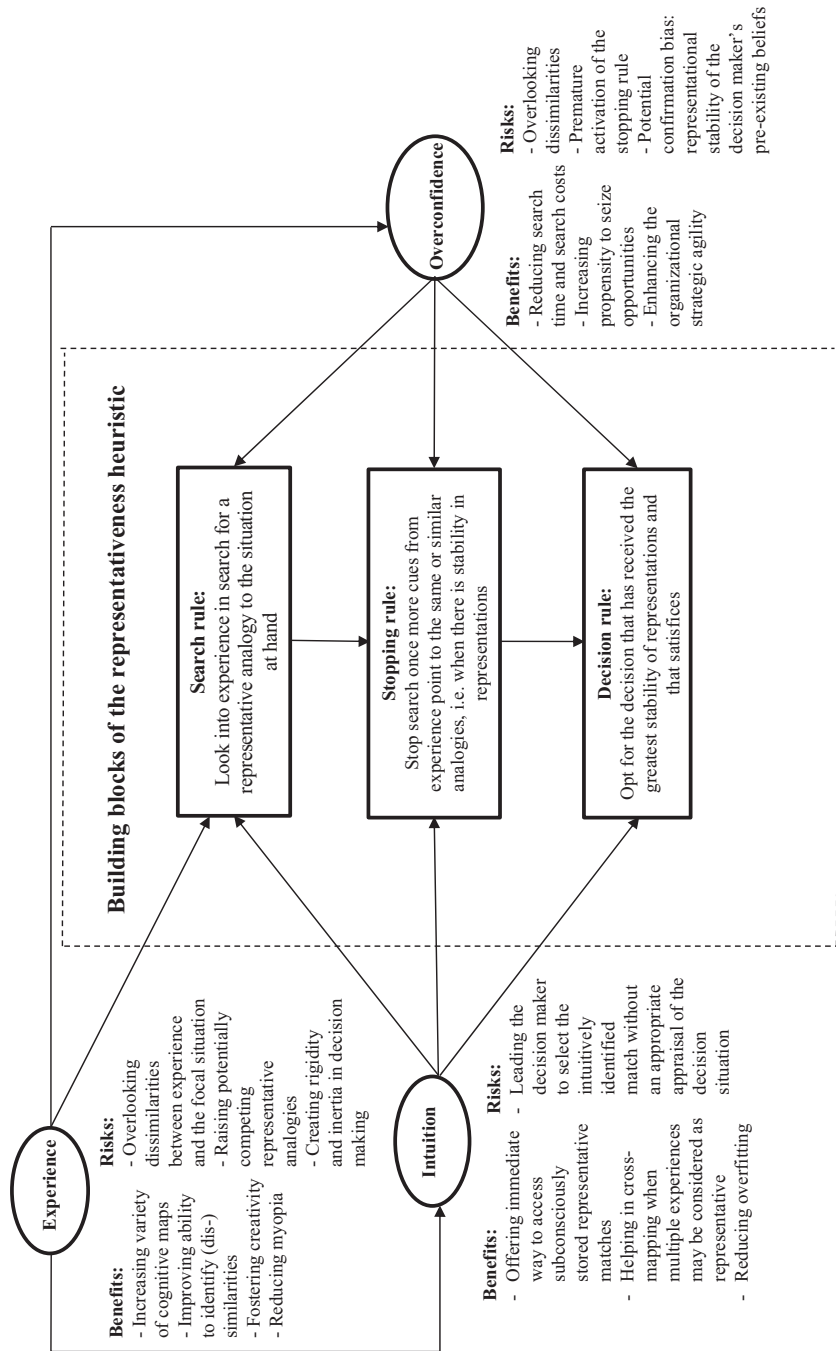 Experience
Benefits:
- Increasing variety
of cognitive maps
- Improving ability
to identify (dis-)
similarities
- Fostering creativity
- Reducing myopia
Risks:
- Overlooking
dissimilarities
between experience
and the focal situation
- Raising potentially
competing
representative
analogies
- Creating rigidity
and inertia in decision
making
Intuition
Benefits:
- Offering immediate
way to access
subconsciously
stored representative
matches
- Helping in cross-
mapping when
multiple experiences
may be considered as
representative
- Reducing overfitting
Risks:
- Leading the
decision maker
to select the
intuitively
identified
match without
an appropriate
appraisal of the
decision
situation
Building blocks of the representativeness heuristic
Search rule:
Look into experience in search for a
representative analogy to the situation
at hand
Stopping rule:
Stop search once more cues from
experience point to the same or similar
analogies, i.e. when there is stability in
representations
Decision rule:
Opt for the decision that has received the
greatest stability of representations and
that satisfices
Overconfidence
Benefits:
- Reducing search
time and search costs
- Increasing
propensity to seize
opportunities
- Enhancing the
organizational
strategic agility
Risks:
- Overlooking
dissimilarities
- Premature
activation of the
stopping rule
- Potential
confirmation bias:
representational
stability of the
decision maker's
pre-existing beliefs